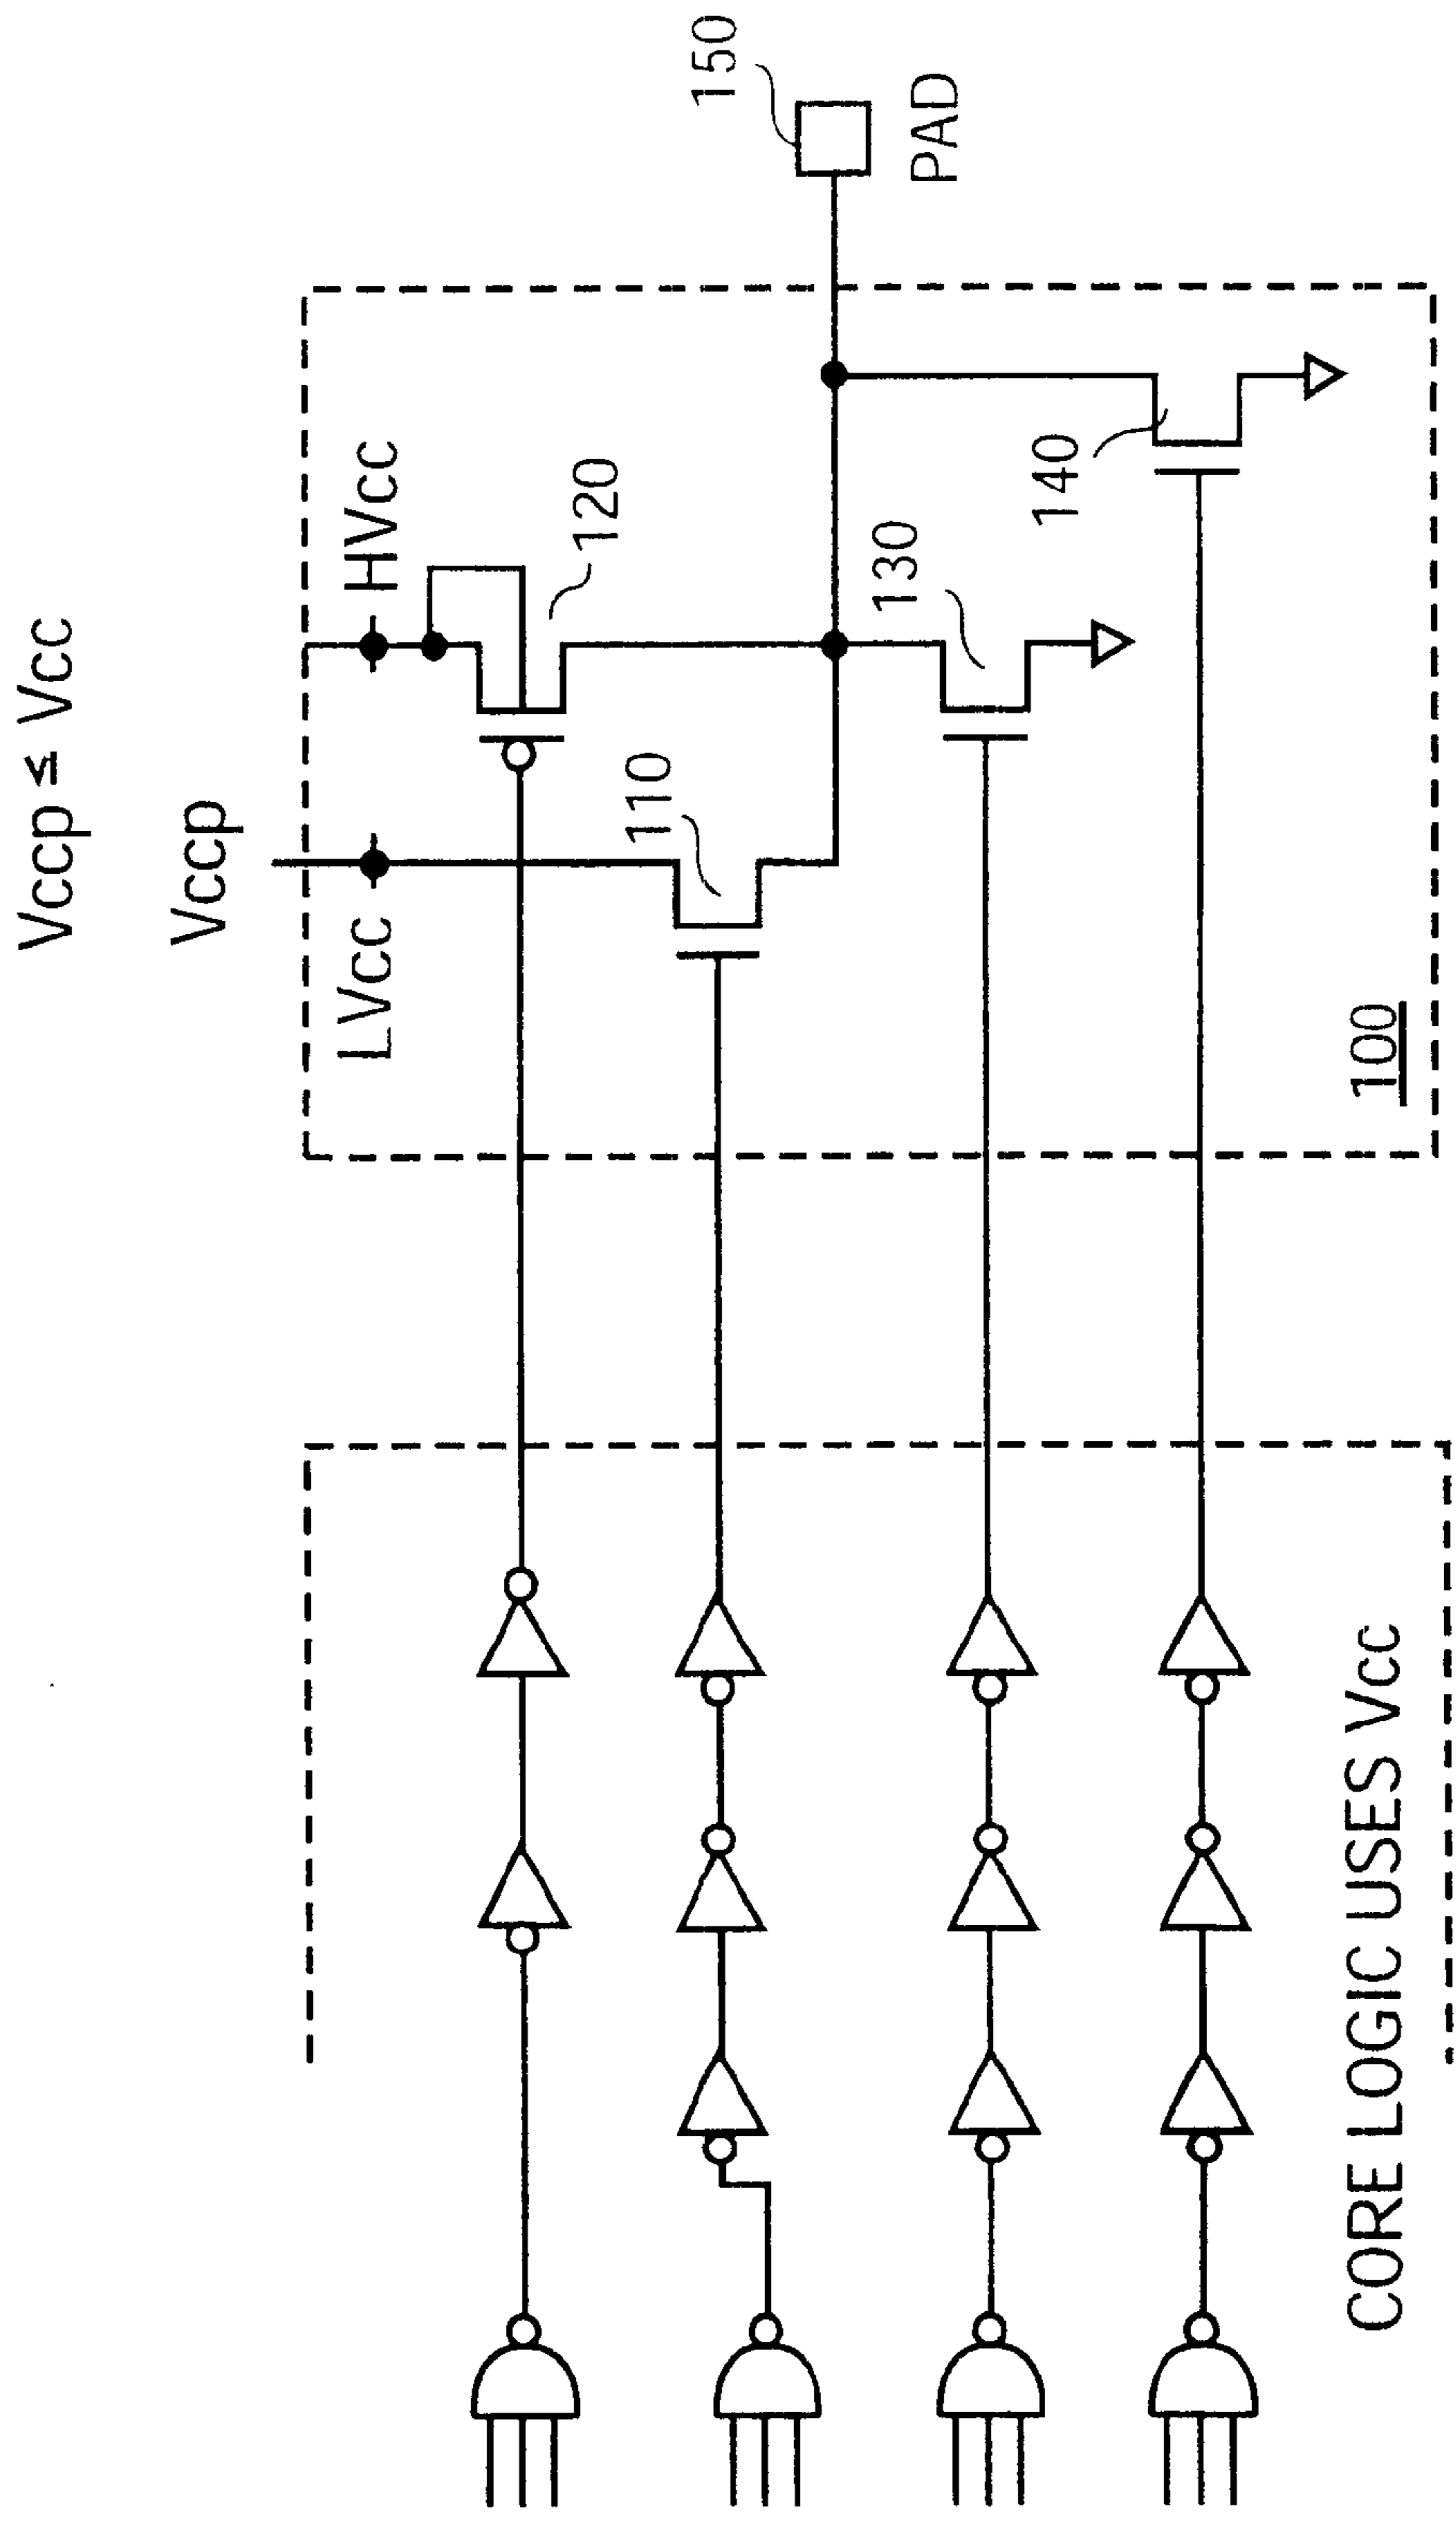 Vccp ≤ Vcc
Vccp
LVcc
HVcc
110
120
130
140
150
PAD
100
CORE LOGIC USES Vcc